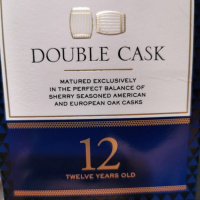 DOUBLE CASK
MATURED EXCLUSIVELY
IN THE PERFECT BALANCE OF
SHERRY SEASONED AMERICAN
AND EUROPEAN OAK CASKS
12
TWELVE YEARS OLD